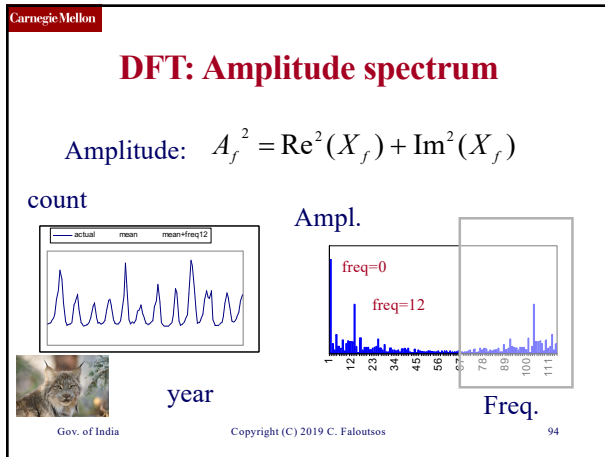 Carnegie Mellon
DFT: Amplitude spectrum
Amplitude: A_f^2 = Re^2(X_f) + Im^2(X_f)
count
actual mean mean+freq12
Ampl.
freq=0
freq=12
1 12 23 34 45 56 67 78 89 100 111
year
Freq.
Gov. of India Copyright (C) 2019 C. Faloutsos 94